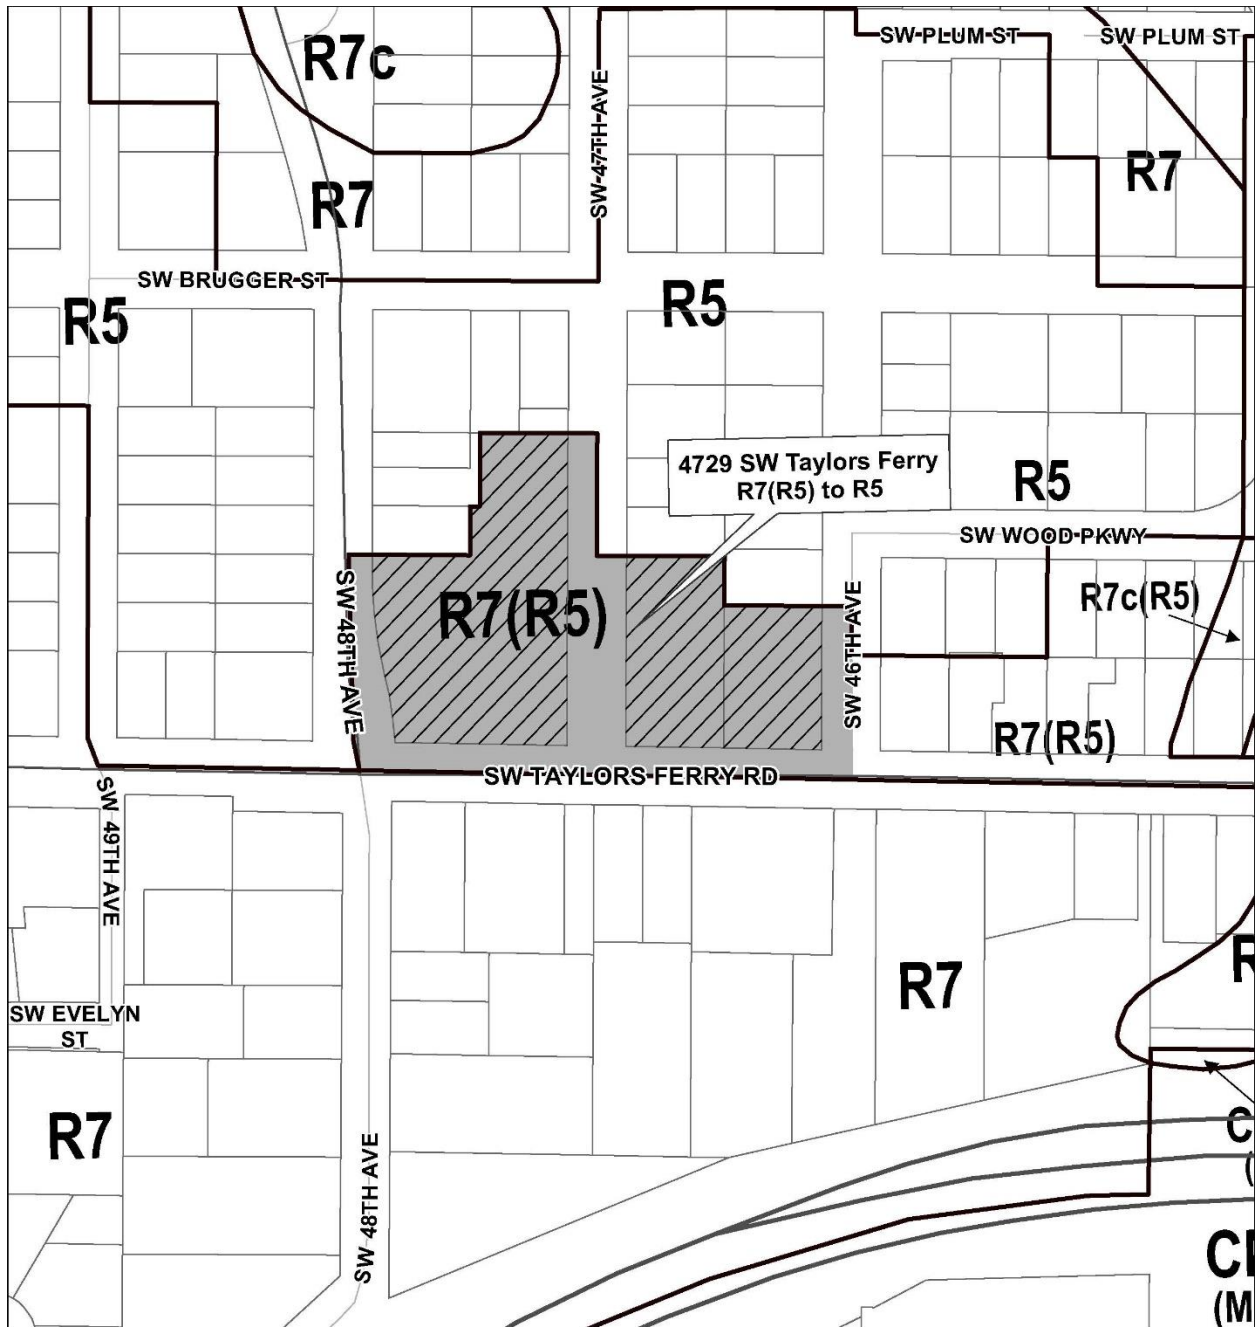 SW PLUM ST
SW PLUM ST
R7c
SW 47TH AVE
R7
R7
SW BRUGGER ST
R5
R5
4729 SW Taylors Ferry
R7(R5) to R5
R5
SW WOOD PKWY
R7c(R5)
R7(R5)
SW 48TH AVE
SW 46TH AVE
R7(R5)
SW TAYLORS FERRY RD
SW 49TH AVE
R7
R
SW EVELYN
ST
R7
SW 48TH AVE
C
(
C
(M